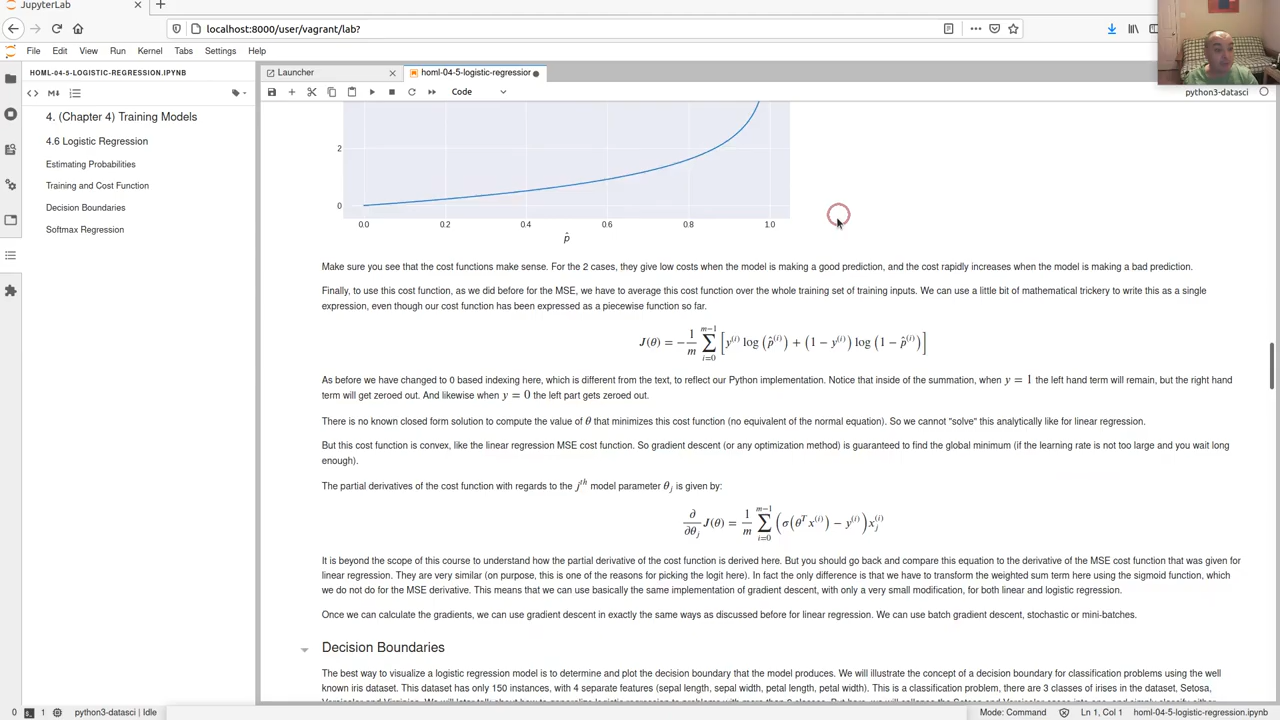 JupyterLab
localhost:8000/user/vagrant/lab?
File Edit View Run Kernel Tabs Settings Help
HOML-04-5-LOGISTIC-REGRESSION.IPYNB
Launcher
homl-04-5-logistic-regressior
Code
python3-datasci
4. (Chapter 4) Training Models
4.6 Logistic Regression
Estimating Probabilities
Training and Cost Function
Decision Boundaries
Softmax Regression
2
0
0.0 0.2 0.4 0.6 0.8 1.0
p̂
Make sure you see that the cost functions make sense. For the 2 cases, they give low costs when the model is making a good prediction, and the cost rapidly increases when the model is making a bad prediction.
Finally, to use this cost function, as we did before for the MSE, we have to average this cost function over the whole training set of training inputs. We can use a little bit of mathematical trickery to write this as a single
expression, even though our cost function has been expressed as a piecewise function so far.
J(θ) = −1/m ∑_{i=0}^{m−1} [y^(i) log (p̂^(i)) + (1 − y^(i)) log (1 − p̂^(i))]
As before we have changed to 0 based indexing here, which is different from the text, to reflect our Python implementation. Notice that inside of the summation, when y = 1 the left hand term will remain, but the right hand
term will get zeroed out. And likewise when y = 0 the left part gets zeroed out.
There is no known closed form solution to compute the value of θ that minimizes this cost function (no equivalent of the normal equation). So we cannot "solve" this analytically like for linear regression.
But this cost function is convex, like the linear regression MSE cost function. So gradient descent (or any optimization method) is guaranteed to find the global minimum (if the learning rate is not too large and you wait long
enough).
The partial derivatives of the cost function with regards to the j^th model parameter θ_j is given by:
∂/∂θ_j J(θ) = 1/m ∑_{i=0}^{m−1} (σ(θ^T x^(i)) − y^(i)) x_j^(i)
It is beyond the scope of this course to understand how the partial derivative of the cost function is derived here. But you should go back and compare this equation to the derivative of the MSE cost function that was given for
linear regression. They are very similar (on purpose, this is one of the reasons for picking the logit here). In fact the only difference is that we have to transform the weighted sum term here using the sigmoid function, which
we do not do for the MSE derivative. This means that we can use basically the same implementation of gradient descent, with only a very small modification, for both linear and logistic regression.
Once we can calculate the gradients, we can use gradient descent in exactly the same ways as discussed before for linear regression. We can use batch gradient descent, stochastic or mini-batches.
Decision Boundaries
The best way to visualize a logistic regression model is to determine and plot the decision boundary that the model produces. We will illustrate the concept of a decision boundary for classification problems using the well
known iris dataset. This dataset has only 150 instances, with 4 separate features (sepal length, sepal width, petal length, petal width). This is a classification problem, there are 3 classes of irises in the dataset, Setosa,
0 1 python3-datasci | Idle
Mode: Command Ln 1, Col 1 homl-04-5-logistic-regression.ipynb